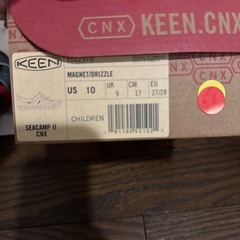 CNX KEEN.CNX
KEEN
MAGNET/DRIZZLE
US 10 UK 9 CM 17 EU 27/28
SEACAMP II
CNX
CHILDREN